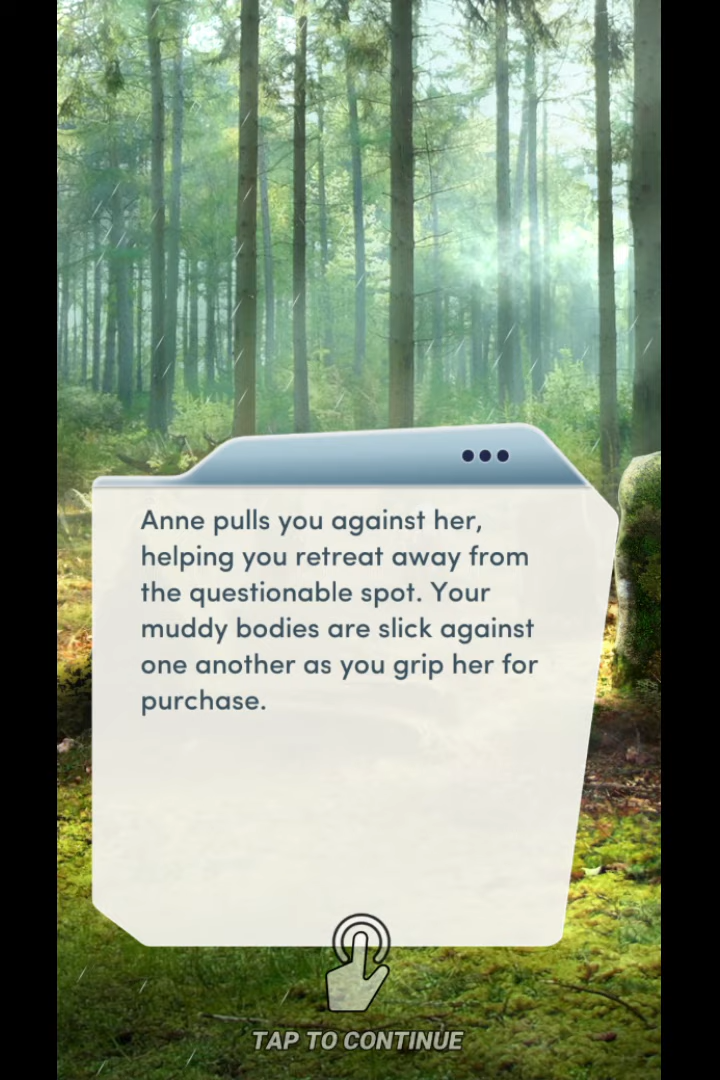 Anne pulls you against her,
helping you retreat away from
the questionable spot. Your
muddy bodies are slick against
one another as you grip her for
purchase.
TAP TO CONTINUE